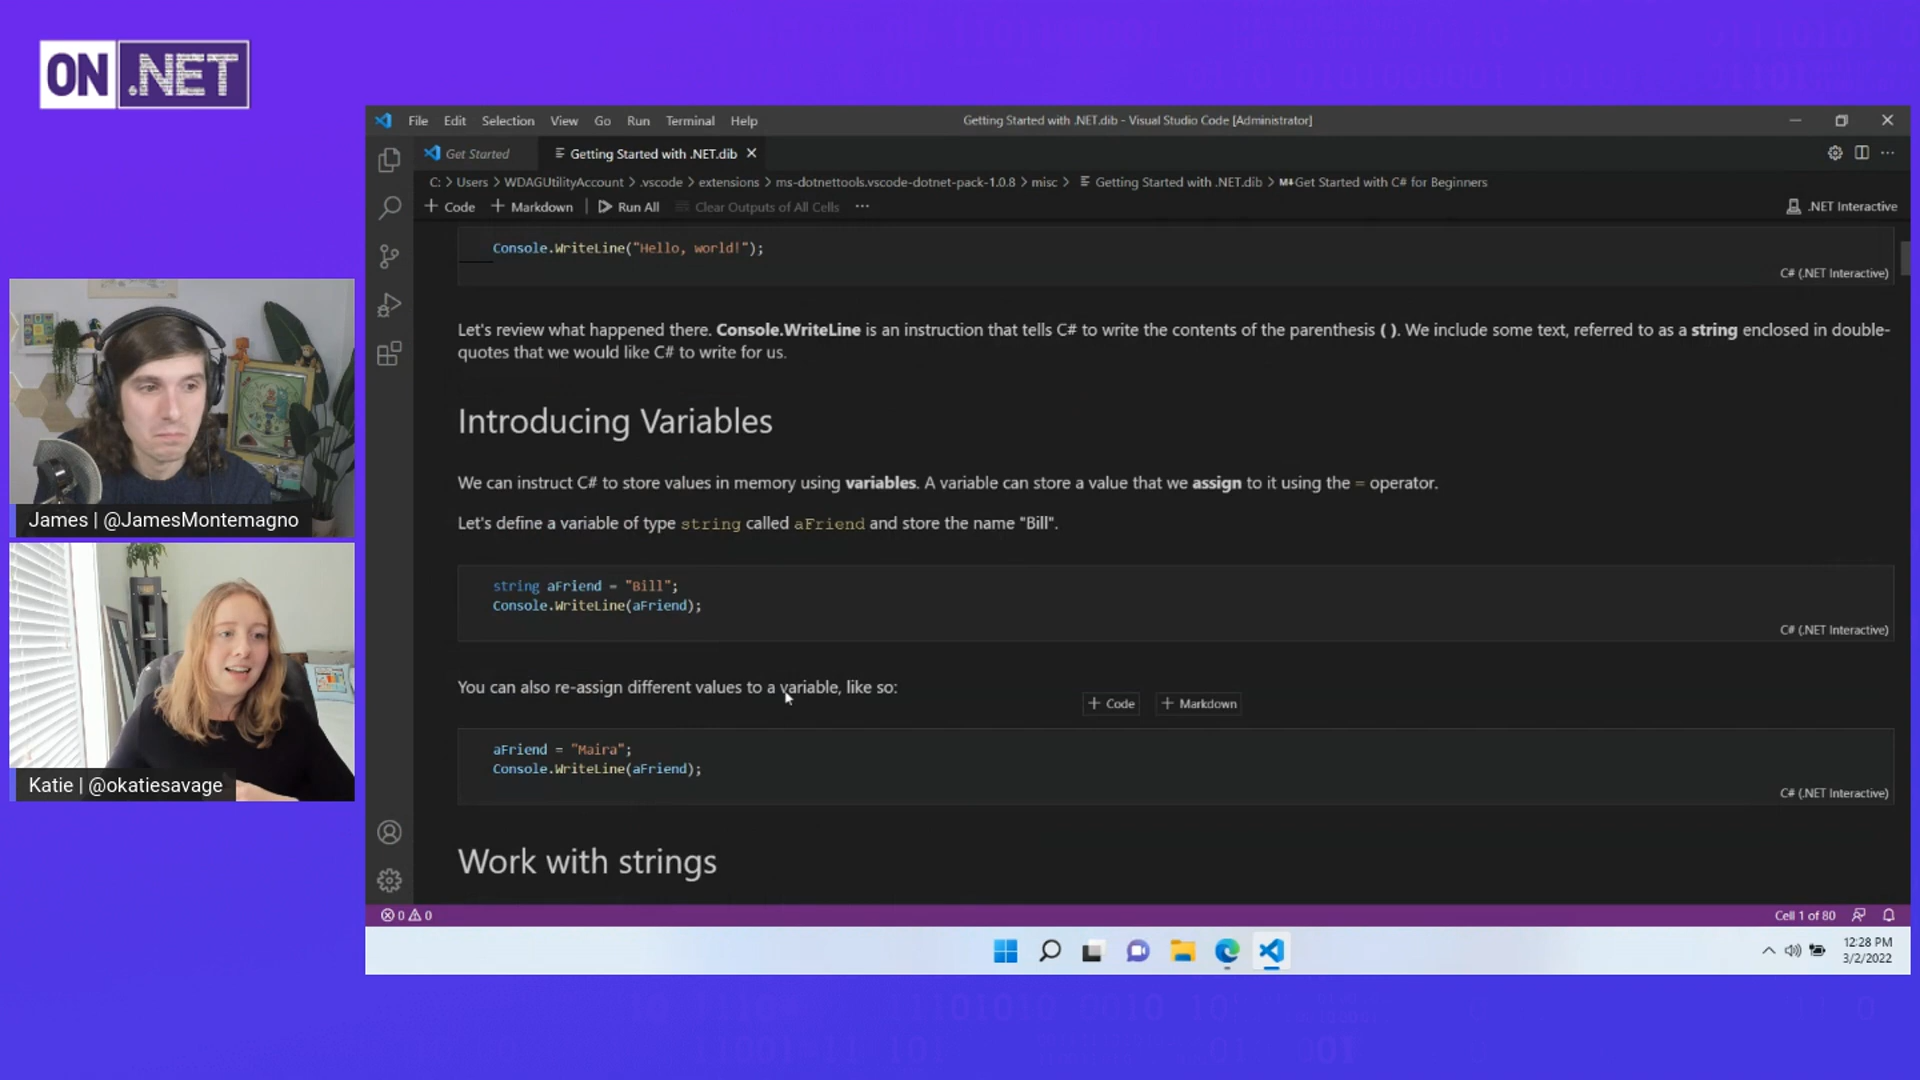 ON .NET
File Edit Selection View Go Run Terminal Help
Getting Started with .NET.dib - Visual Studio Code [Administrator]
Get Started
Getting Started with .NET.dib
C: > Users > WDAGUtilityAccount > .vscode > extensions > ms-dotnettools.vscode-dotnet-pack-1.0.8 > misc > Getting Started with .NET.dib > Get Started with C# for Beginners
+ Code + Markdown Run All Clear Outputs of All Cells ...
.NET Interactive
Console.WriteLine("Hello, world!");
C# (.NET Interactive)
Let's review what happened there. Console.WriteLine is an instruction that tells C# to write the contents of the parenthesis ( ). We include some text, referred to as a string enclosed in double-
quotes that we would like C# to write for us.
Introducing Variables
We can instruct C# to store values in memory using variables. A variable can store a value that we assign to it using the = operator.
Let's define a variable of type string called aFriend and store the name "Bill".
string aFriend = "Bill";
Console.WriteLine(aFriend);
C# (.NET Interactive)
You can also re-assign different values to a variable, like so:
+ Code + Markdown
aFriend = "Maira";
Console.WriteLine(aFriend);
C# (.NET Interactive)
Work with strings
0 0
Cell 1 of 80
12:28 PM
3/2/2022
James | @JamesMontemagno
Katie | @okatiesavage